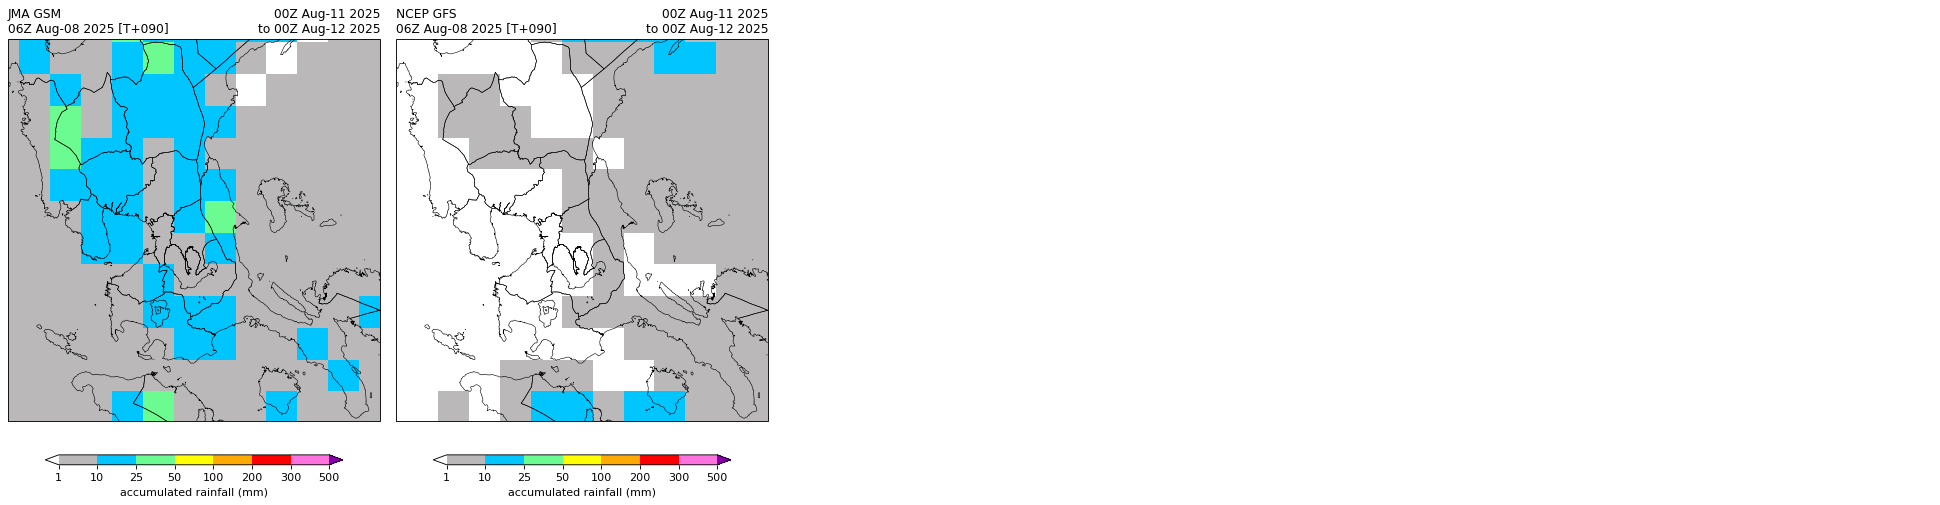 JMA GSM
00Z Aug-11 2025
06Z Aug-08 2025 [T+090]
to 00Z Aug-12 2025
NCEP GFS
00Z Aug-11 2025
06Z Aug-08 2025 [T+090]
to 00Z Aug-12 2025
1 10 25 50 100 200 300 500
accumulated rainfall (mm)
1 10 25 50 100 200 300 500
accumulated rainfall (mm)